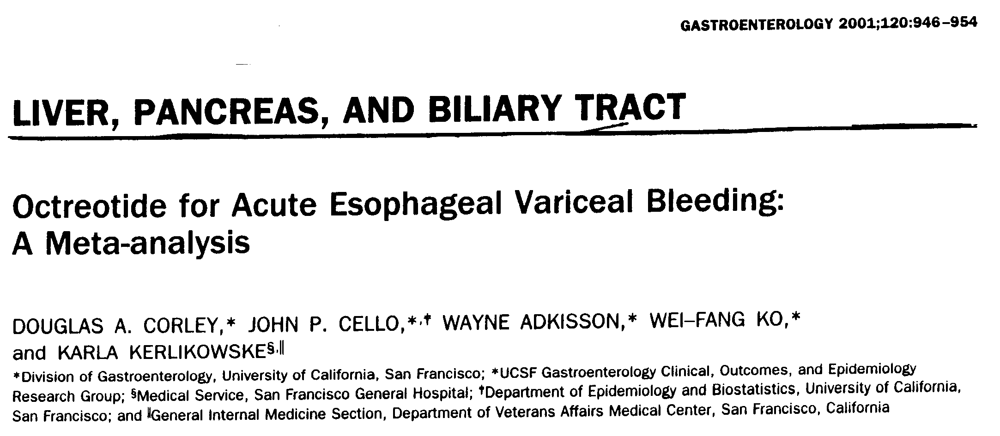 GASTROENTEROLOGY 2001;120:946–954
LIVER, PANCREAS, AND BILIARY TRACT
Octreotide for Acute Esophageal Variceal Bleeding:
A Meta-analysis
DOUGLAS A. CORLEY,* JOHN P. CELLO,*,† WAYNE ADKISSON,* WEI–FANG KO,*
and KARLA KERLIKOWSKE§,∥
*Division of Gastroenterology, University of California, San Francisco; *UCSF Gastroenterology Clinical, Outcomes, and Epidemiology
Research Group; §Medical Service, San Francisco General Hospital; †Department of Epidemiology and Biostatistics, University of California,
San Francisco; and ∥General Internal Medicine Section, Department of Veterans Affairs Medical Center, San Francisco, California